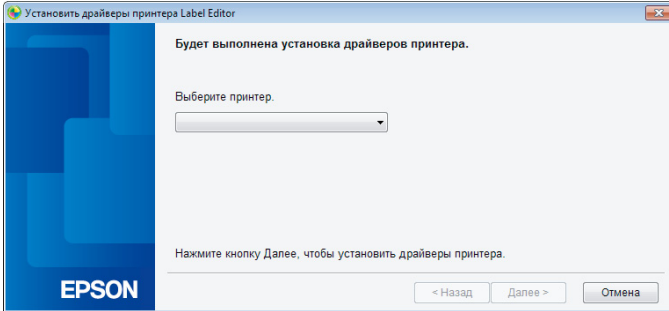 Установить драйверы принтера Label Editor
Будет выполнена установка драйверов принтера.
Выберите принтер.
Нажмите кнопку Далее, чтобы установить драйверы принтера.
EPSON
< Назад
Далее >
Отмена